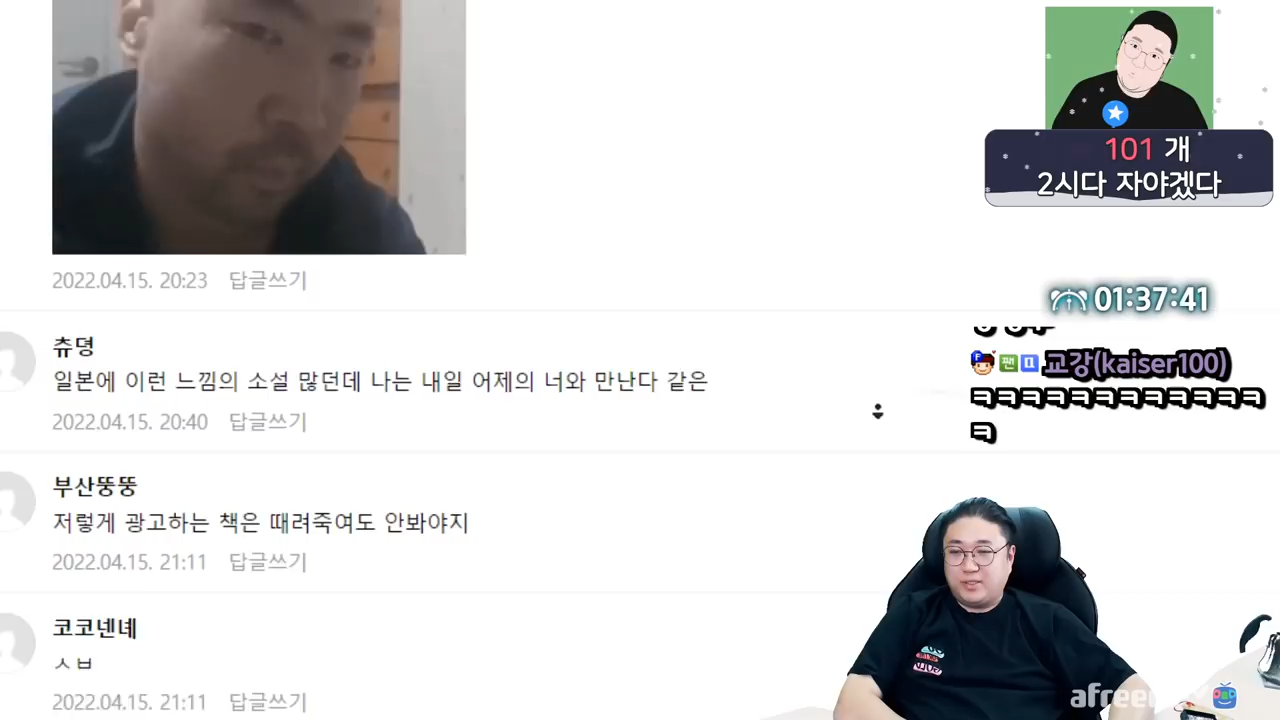 101 개
2시다 자야겠다
2022.04.15. 20:23 답글쓰기
01:37:41
츄뎡
일본에 이런 느낌의 소설 많던데 나는 내일 어제의 너와 만난다 같은
2022.04.15. 20:40 답글쓰기
F 팬 교강(kaiser100)
ㅋㅋㅋㅋㅋㅋㅋㅋㅋㅋㅋㅋ
ㅋ
부산뚱뚱
저렇게 광고하는 책은 때려죽여도 안봐야지
2022.04.15. 21:11 답글쓰기
코코넨녜
ㅅㅂ
2022.04.15. 21:11 답글쓰기